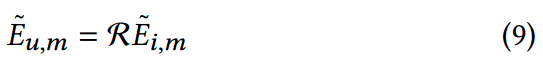 Ẽ_{u,m} = ℛẼ_{i,m} (9)